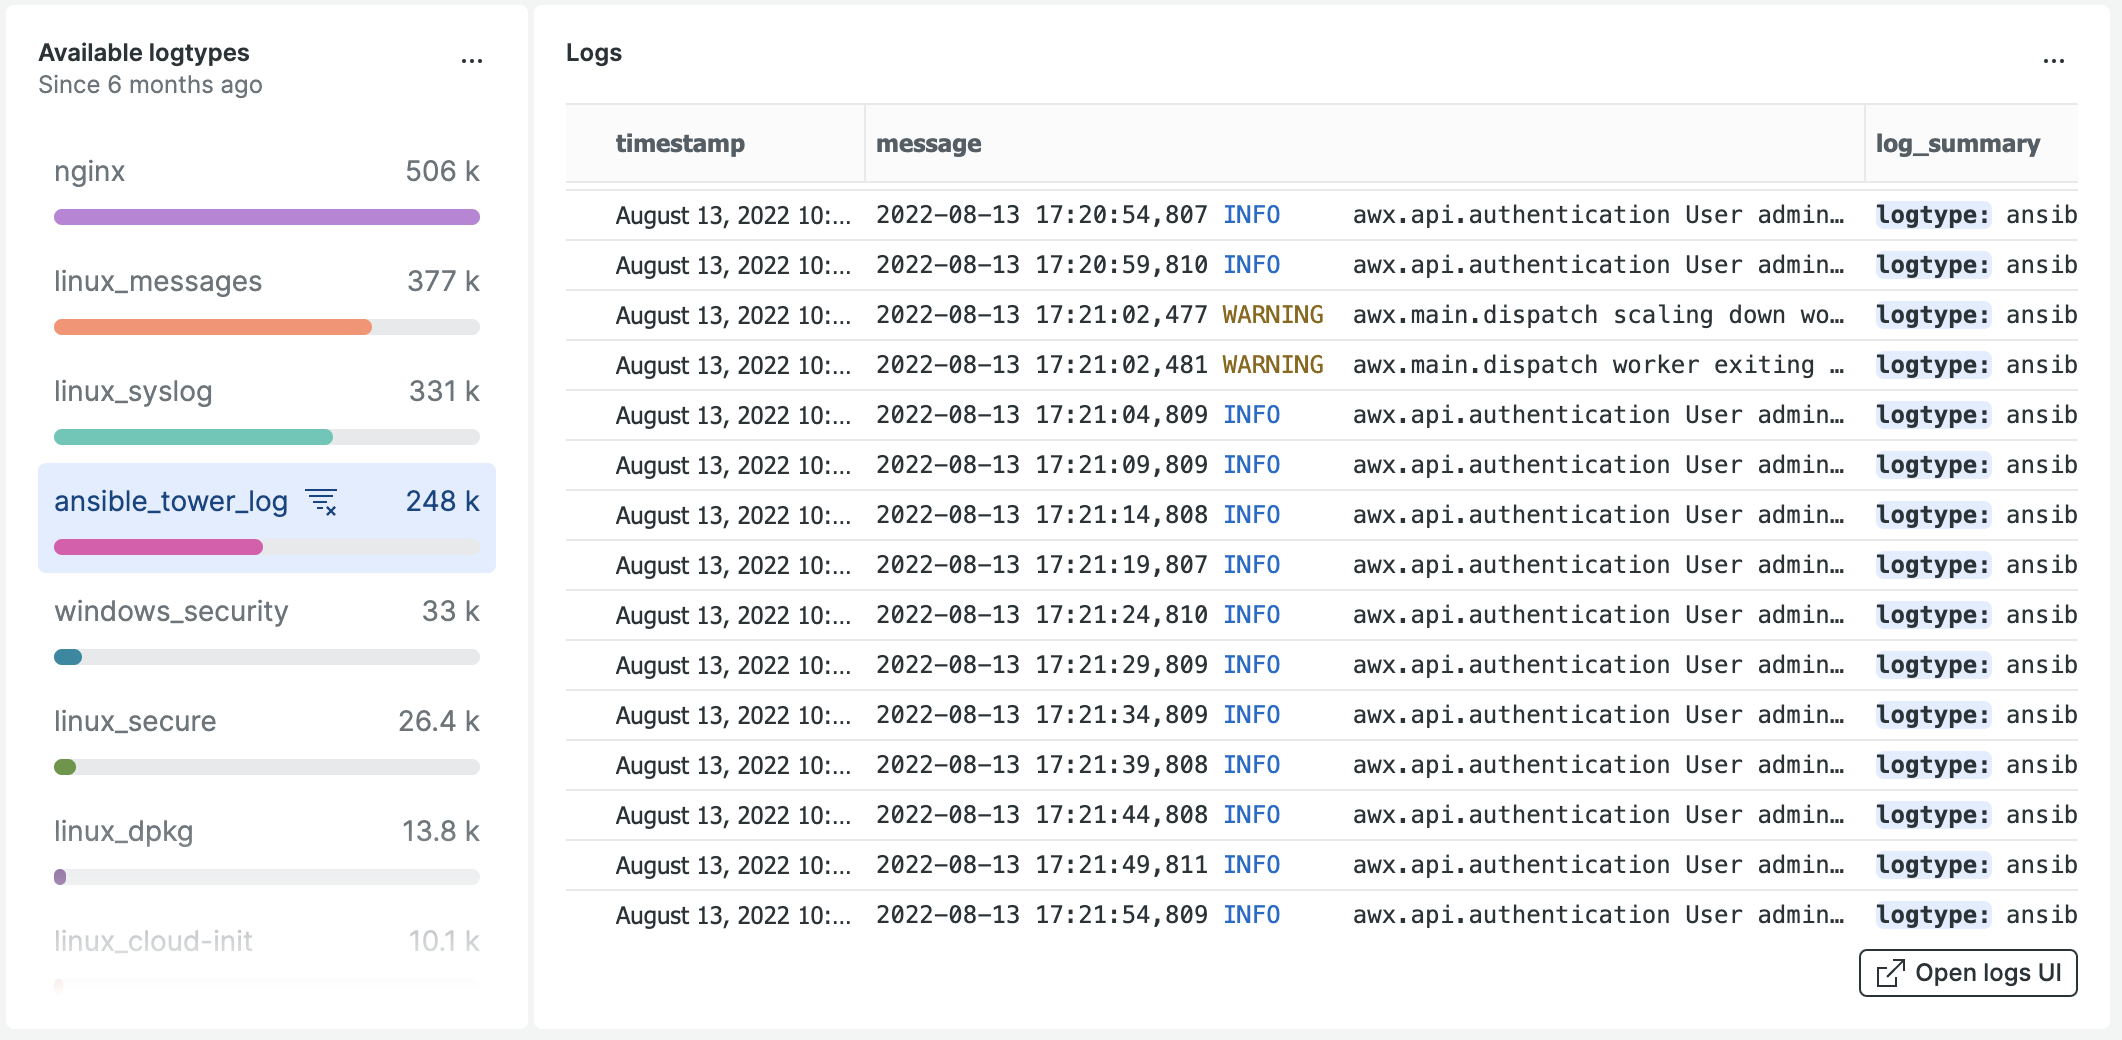 Available logtypes
Since 6 months ago
...
nginx 506 k
linux_messages 377 k
linux_syslog 331 k
ansible_tower_log 248 k
windows_security 33 k
linux_secure 26.4 k
linux_dpkg 13.8 k
linux_cloud-init 10.1 k
Logs
...
timestamp message log_summary
August 13, 2022 10:... 2022-08-13 17:20:54,807 INFO awx.api.authentication User admin… logtype: ansib
August 13, 2022 10:... 2022-08-13 17:20:59,810 INFO awx.api.authentication User admin… logtype: ansib
August 13, 2022 10:... 2022-08-13 17:21:02,477 WARNING awx.main.dispatch scaling down wo… logtype: ansib
August 13, 2022 10:... 2022-08-13 17:21:02,481 WARNING awx.main.dispatch worker exiting … logtype: ansib
August 13, 2022 10:... 2022-08-13 17:21:04,809 INFO awx.api.authentication User admin… logtype: ansib
August 13, 2022 10:... 2022-08-13 17:21:09,809 INFO awx.api.authentication User admin… logtype: ansib
August 13, 2022 10:... 2022-08-13 17:21:14,808 INFO awx.api.authentication User admin… logtype: ansib
August 13, 2022 10:... 2022-08-13 17:21:19,807 INFO awx.api.authentication User admin… logtype: ansib
August 13, 2022 10:... 2022-08-13 17:21:24,810 INFO awx.api.authentication User admin… logtype: ansib
August 13, 2022 10:... 2022-08-13 17:21:29,809 INFO awx.api.authentication User admin… logtype: ansib
August 13, 2022 10:... 2022-08-13 17:21:34,809 INFO awx.api.authentication User admin… logtype: ansib
August 13, 2022 10:... 2022-08-13 17:21:39,808 INFO awx.api.authentication User admin… logtype: ansib
August 13, 2022 10:... 2022-08-13 17:21:44,808 INFO awx.api.authentication User admin… logtype: ansib
August 13, 2022 10:... 2022-08-13 17:21:49,811 INFO awx.api.authentication User admin… logtype: ansib
August 13, 2022 10:... 2022-08-13 17:21:54,809 INFO awx.api.authentication User admin… logtype: ansib
Open logs UI